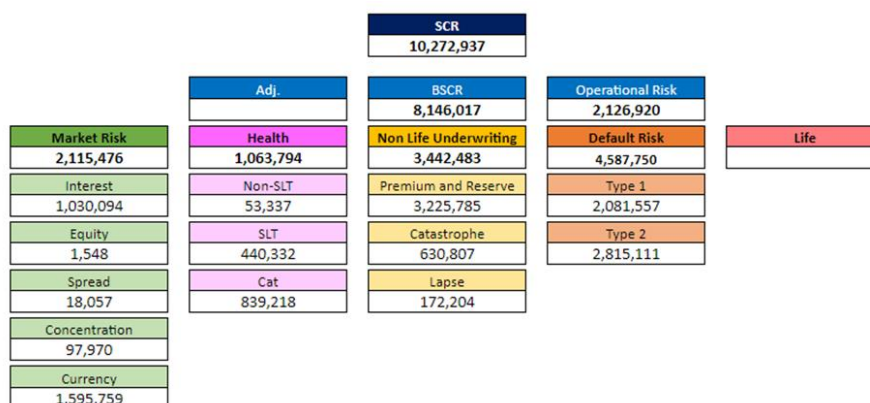 SCR
10,272,937
Adj.
BSCR
Operational Risk
8,146,017
2,126,920
Market Risk
Health
Non Life Underwriting
Default Risk
Life
2,115,476
1,063,794
3,442,483
4,587,750
Interest
Non-SLT
Premium and Reserve
Type 1
1,030,094
53,337
3,225,785
2,081,557
Equity
SLT
Catastrophe
Type 2
1,548
440,332
630,807
2,815,111
Spread
Cat
Lapse
18,057
839,218
172,204
Concentration
97,970
Currency
1,595,759